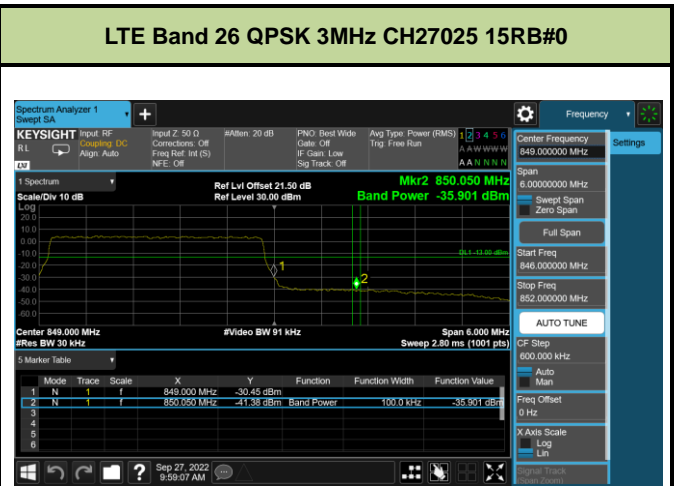 LTE Band 26 QPSK 3MHz CH27025 15RB#0
Spectrum Analyzer 1
Swept SA
+
Frequency
KEYSIGHT Input: RF Input Z: 50 Ω #Atten: 20 dB PNO: Best Wide Avg Type: Power (RMS) 1 2 3 4 5 6
RL Coupling: DC Corrections: Off Gate: Off Trig: Free Run A A W W W W
Align: Auto Freq Ref: Int (S) IF Gain: Low
LXI NFE: Off Sig Track: Off A A N N N N
Center Frequency
849.000000 MHz
Settings
Span
6.00000000 MHz
Swept Span
Zero Span
Full Span
Start Freq
846.000000 MHz
Stop Freq
852.000000 MHz
AUTO TUNE
CF Step
600.000 kHz
Auto
Man
Freq Offset
0 Hz
X Axis Scale
Log
Lin
Signal Track
(Span Zoom)
1 Spectrum
Ref Lvl Offset 21.50 dB
Mkr2 850.050 MHz
Scale/Div 10 dB
Ref Level 30.00 dBm
Band Power -35.901 dBm
Log
20.0
10.0
0.00
-10.0
DL1 -13.00 dBm
-20.0
-30.0
-40.0
-50.0
-60.0
1
2
Center 849.000 MHz #Video BW 91 kHz Span 6.000 MHz
#Res BW 30 kHz Sweep 2.80 ms (1001 pts)
5 Marker Table
Mode Trace Scale X Y Function Function Width Function Value
1 N 1 f 849.000 MHz -30.45 dBm
2 N 1 f 850.050 MHz -41.38 dBm Band Power 100.0 kHz -35.901 dBm
3
4
5
6
? Sep 27, 2022
9:59:07 AM